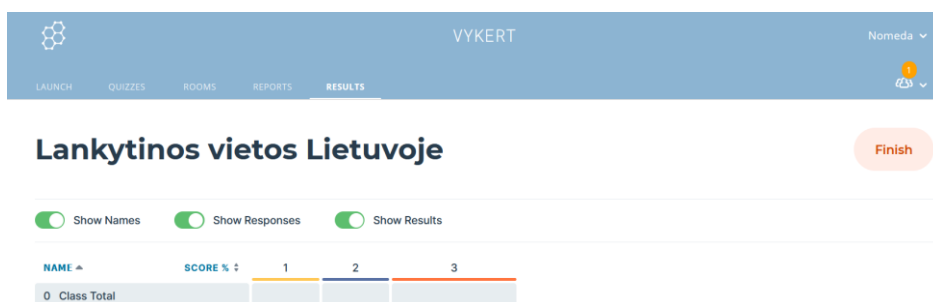 VYKERT
Nomeda
1
LAUNCH QUIZZES ROOMS REPORTS RESULTS
Lankytinos vietos Lietuvoje
Finish
Show Names Show Responses Show Results
NAME SCORE % 1 2 3
0 Class Total